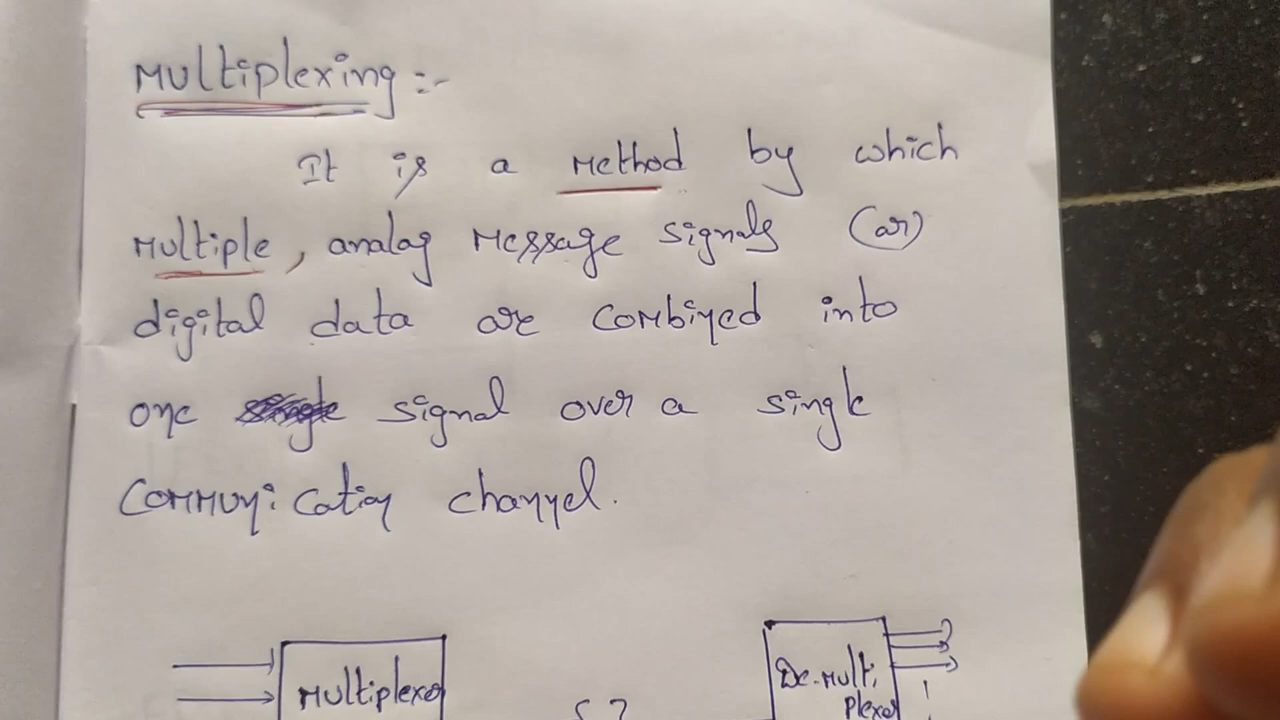 Multiplexing :-
It is a Method by which
Multiple, analog Message signals (or)
digital data are combined into
one signal over a single
Communication channel.
Multiplexer
De-multi
plexer